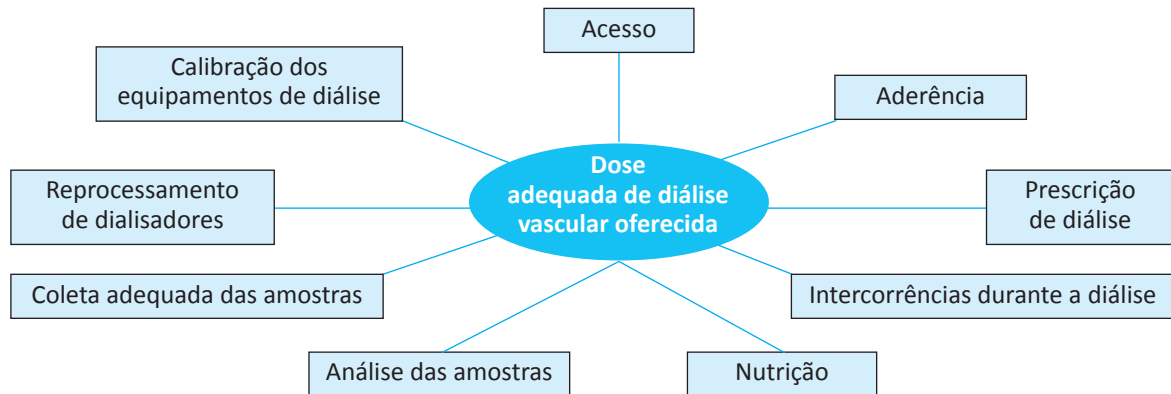 Acesso
Calibração dos
equipamentos de diálise
Aderência
Dose
adequada de diálise
vascular oferecida
Reprocessamento
de dialisadores
Prescrição
de diálise
Coleta adequada das amostras
Intercorrências durante a diálise
Análise das amostras
Nutrição